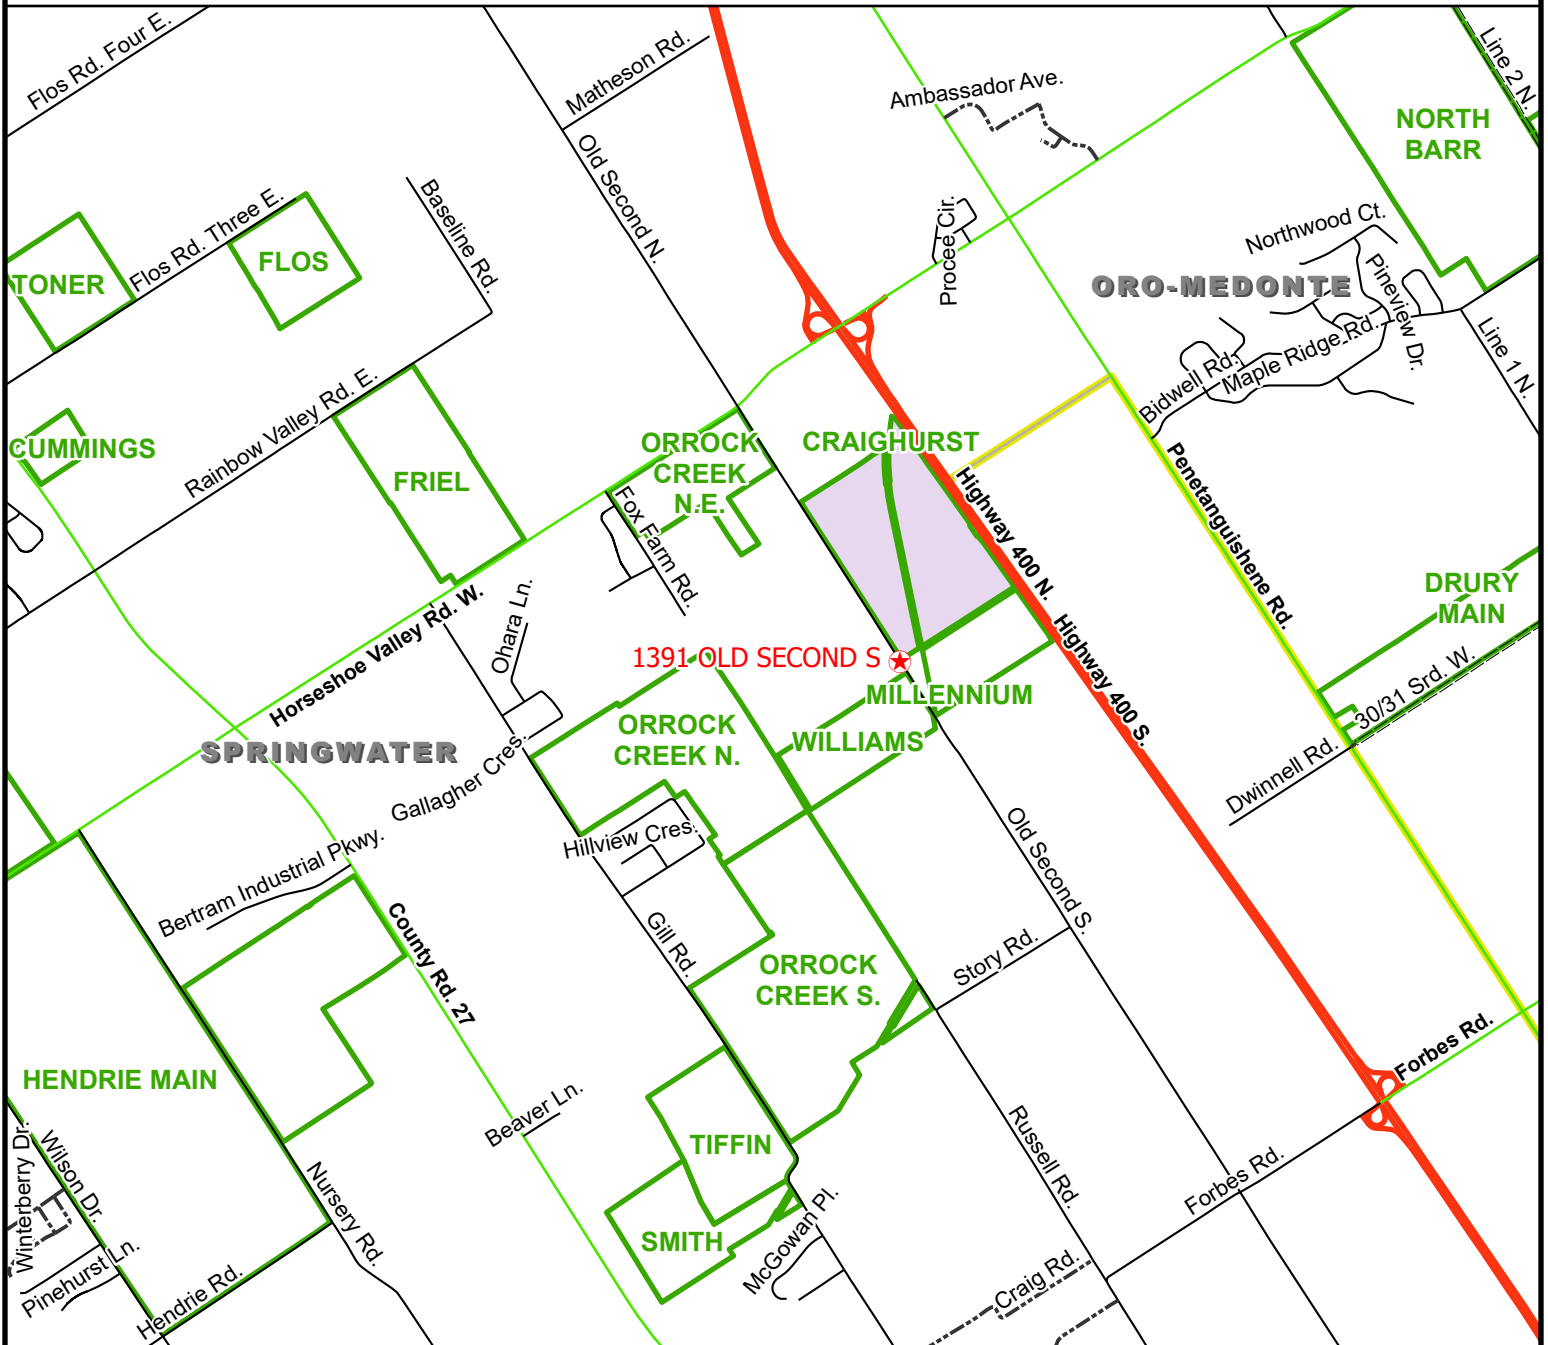 Flos Rd. Four E.
Matheson Rd.
Ambassador Ave.
Line 2 N.
NORTH
BARR
Old Second N.
Baseline Rd.
Flos Rd. Three E.
FLOS
TONER
Procee Cir.
Northwood Ct.
Pineview Dr.
ORO-MEDONTE
Line 1 N.
Maple Ridge Rd.
Bidwell Rd.
Rainbow Valley Rd. E.
CUMMINGS
FRIEL
ORROCK
CREEK
N.E.
CRAIGHURST
Fox Farm Rd.
Highway 400 N.
Penetanguishene Rd.
DRURY
MAIN
Horseshoe Valley Rd. W.
Ohara Ln.
1391 OLD SECOND S
Highway 400 S.
30/31 Srd. W.
MILLENNIUM
ORROCK
CREEK N.
WILLIAMS
SPRINGWATER
Gallagher Cres.
Dwinnell Rd.
Hillview Cres.
Old Second S.
Bertram Industrial Pkwy.
County Rd. 27
Gill Rd.
Story Rd.
ORROCK
CREEK S.
Forbes Rd.
HENDRIE MAIN
Beaver Ln.
TIFFIN
Russell Rd.
Winterberry Dr.
Wilson Dr.
Nursery Rd.
Forbes Rd.
SMITH
McGowan Pl.
Craig Rd.
Pinehurst Ln.
Hendrie Rd.